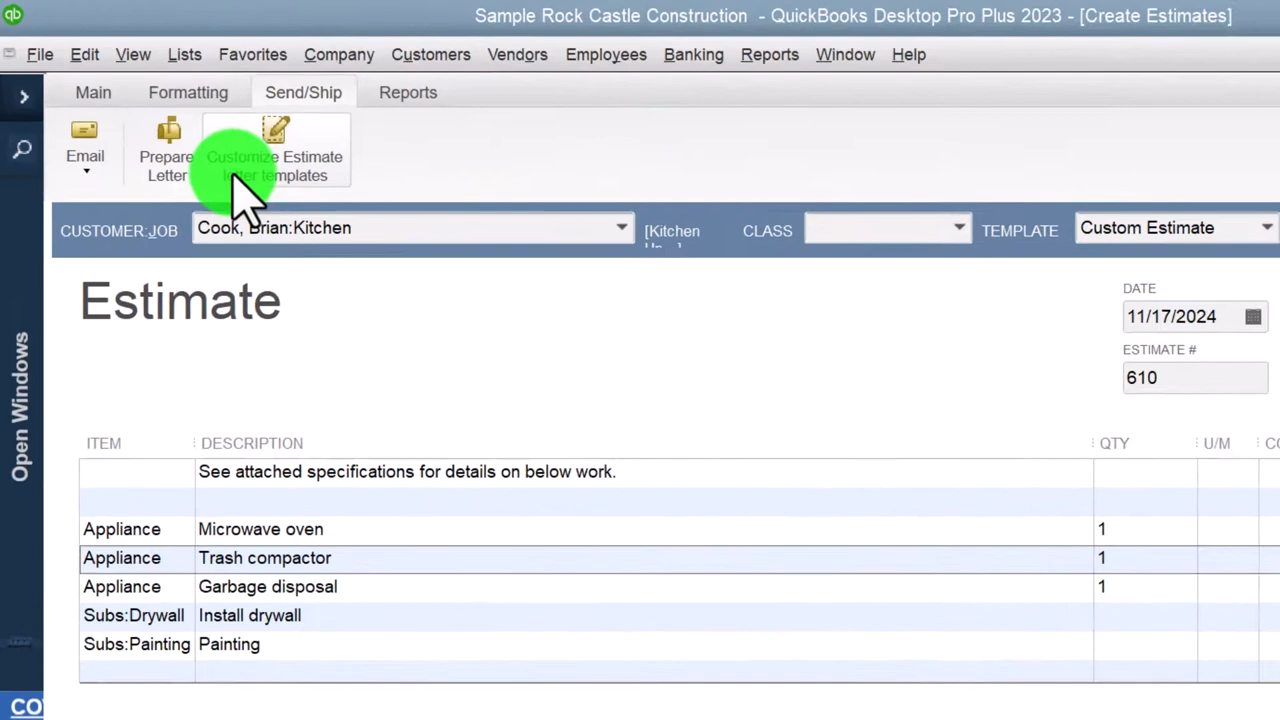 qb
Sample Rock Castle Construction - QuickBooks Desktop Pro Plus 2023 - [Create Estimates]
File Edit View Lists Favorites Company Customers Vendors Employees Banking Reports Window Help
Main Formatting Send/Ship Reports
Email
Prepare
Letter
Customize Estimate
letter templates
CUSTOMER:JOB Cook, Brian:Kitchen [Kitchen
CLASS TEMPLATE Custom Estimate
Estimate
DATE
11/17/2024
ESTIMATE #
610
Open Windows
ITEM DESCRIPTION QTY U/M
See attached specifications for details on below work.
Appliance Microwave oven 1
Appliance Trash compactor 1
Appliance Garbage disposal 1
Subs:Drywall Install drywall
Subs:Painting Painting